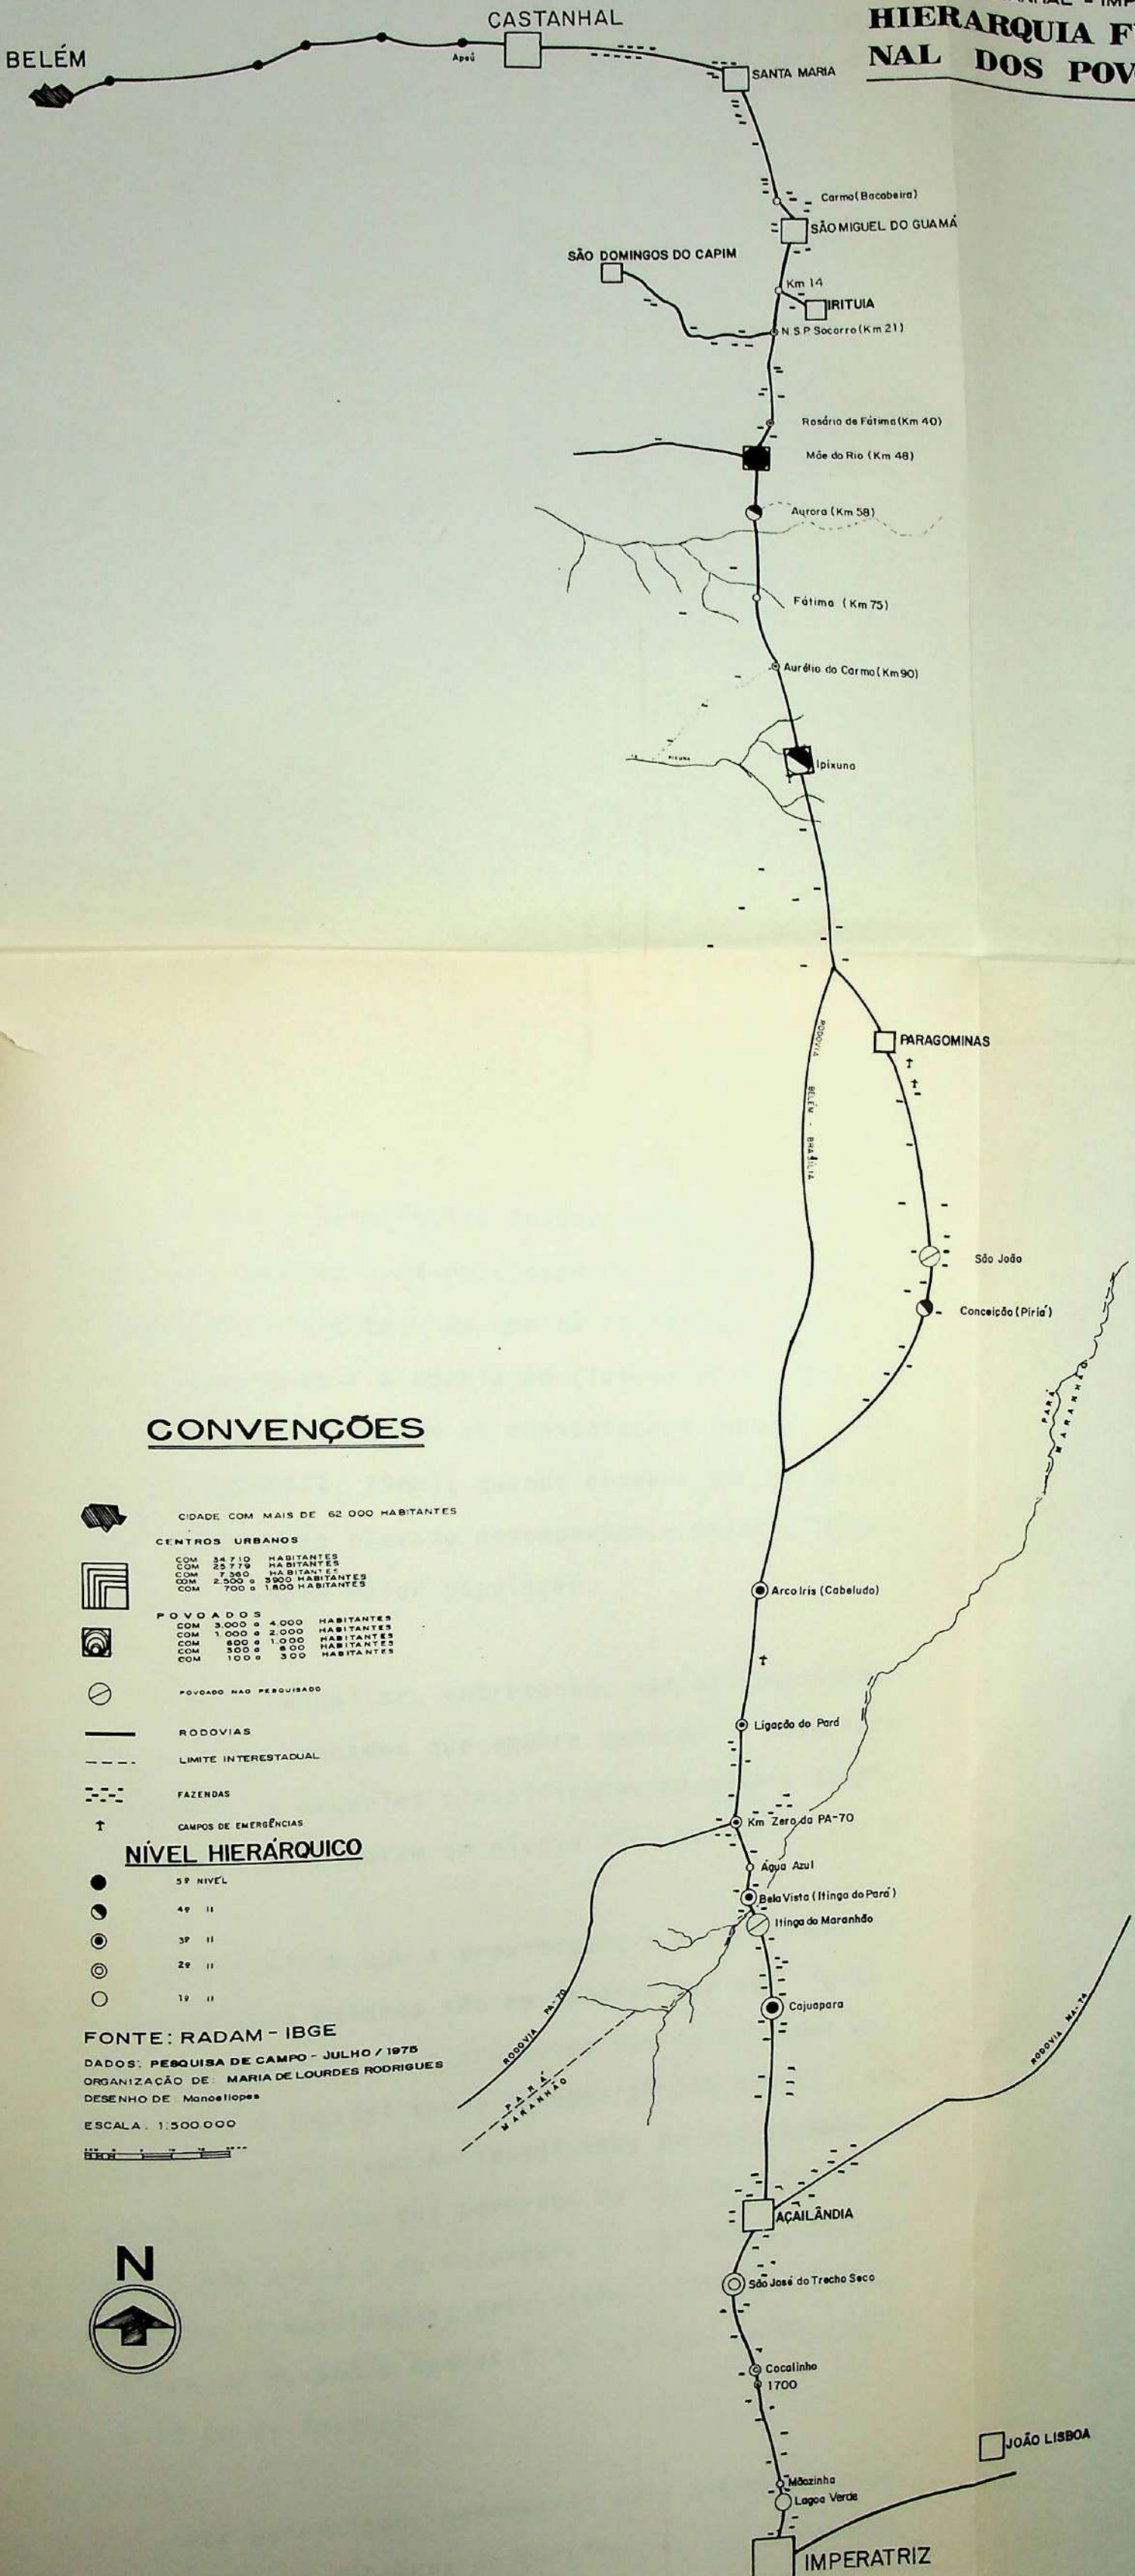 HIERARQUIA F
NAL DOS POV
BELÉM
CASTANHAL
Apeú
SANTA MARIA
Carmo(Bacabeira)
SÃO MIGUEL DO GUAMÁ
SÃO DOMINGOS DO CAPIM
Km 14
IRITUIA
N.S.P. Socorro(Km 21)
Rosário de Fátima(Km 40)
Mãe do Rio (Km 48)
Aurora (Km 58)
Fátima (Km 75)
Aurélio do Carmo(Km 90)
PIXUNA
Ipixuna
PARAGOMINAS
RODOVIA BELÉM - BRASÍLIA
São João
Conceição (Piriá)
PARÁ
MARANHÃO
Arco Iris (Cabeludo)
Ligação do Pará
Km Zero da PA-70
Água Azul
Bela Vista (Itinga do Pará)
Itinga do Maranhão
Cajuapara
RODOVIA PA-70
PARÁ
MARANHÃO
RODOVIA MA-74
AÇAILÂNDIA
São José do Trecho Seco
Cocalinho
1700
JOÃO LISBOA
Mãozinha
Lagoa Verde
IMPERATRIZ
CONVENÇÕES
CIDADE COM MAIS DE 62 000 HABITANTES
CENTROS URBANOS
COM 34 710 HABITANTES
COM 25 779 HABITANTES
COM 7.360 HABITANTES
COM 2.500 a 3900 HABITANTES
COM 700 a 1.800 HABITANTES
POVOADOS
COM 3.000 a 4.000 HABITANTES
COM 1.000 a 2.000 HABITANTES
COM 600 a 1.000 HABITANTES
COM 300 a 600 HABITANTES
COM 100 a 300 HABITANTES
POVOADO NÃO PESQUISADO
RODOVIAS
LIMITE INTERESTADUAL
FAZENDAS
CAMPOS DE EMERGÊNCIAS
NÍVEL HIERÁRQUICO
5º NIVEL
4º "
3º "
2º "
1º "
FONTE: RADAM - IBGE
DADOS: PESQUISA DE CAMPO - JULHO / 1975
ORGANIZAÇÃO DE: MARIA DE LOURDES RODRIGUES
DESENHO DE: Manoellopes
ESCALA. 1:500.000
N